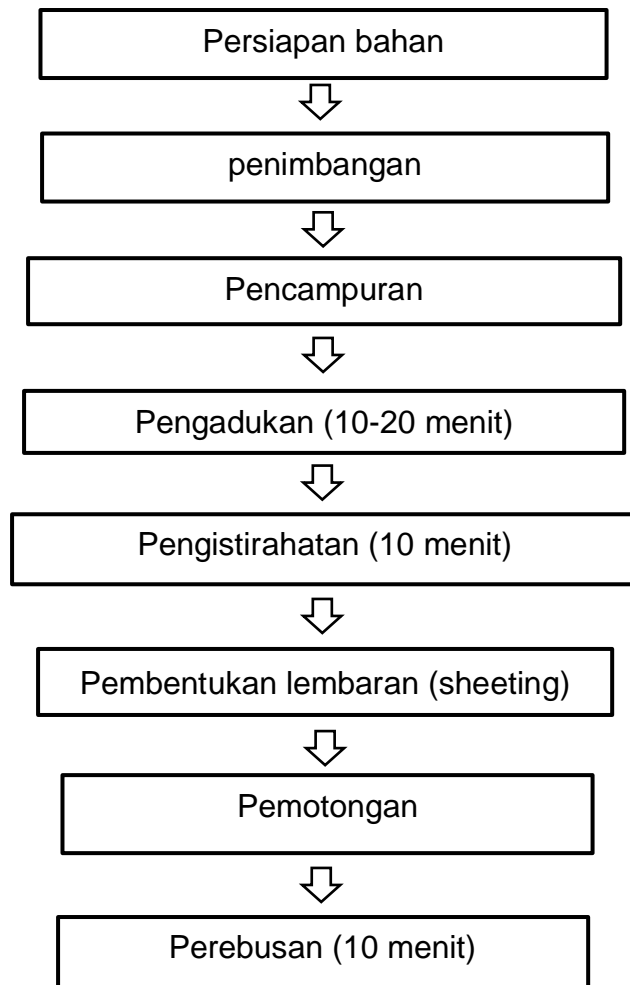 Persiapan bahan
penimbangan
Pencampuran
Pengadukan (10-20 menit)
Pengistirahatan (10 menit)
Pembentukan lembaran (sheeting)
Pemotongan
Perebusan (10 menit)